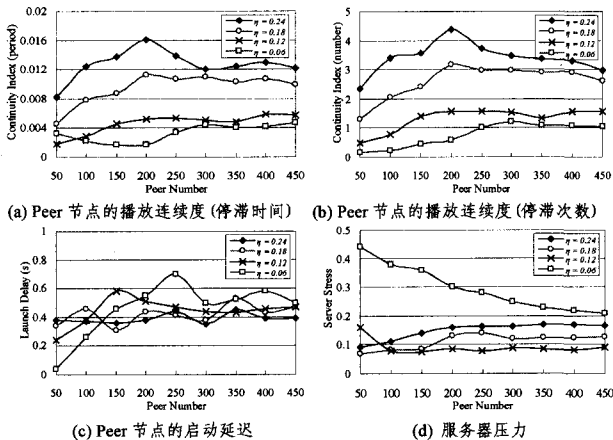 Continuity Index (period)
0.016
0.02
0.012
0.008
0.004
0
50 100 150 200 250 300 350 400 450
Peer Number
η = 0.24
η = 0.18
η = 0.12
η = 0.06
(a) Peer 节点的播放连续度(停滞时间)
Continuity Index (number)
5
4
3
2
1
0
50 100 150 200 250 300 350 400 450
Peer Number
η = 0.24
η = 0.18
η = 0.12
η = 0.06
(b) Peer 节点的播放连续度(停滞次数)
Launch Delay (s)
1
0.8
0.6
0.4
0.2
0
50 100 150 200 250 300 350 400 450
Peer Number
η = 0.24
η = 0.18
η = 0.12
η = 0.06
(c) Peer 节点的启动延迟
Server Stress
0.5
0.4
0.3
0.2
0.1
0
50 100 150 200 250 300 350 400 450
Peer Number
η = 0.24
η = 0.18
η = 0.12
η = 0.06
(d) 服务器压力